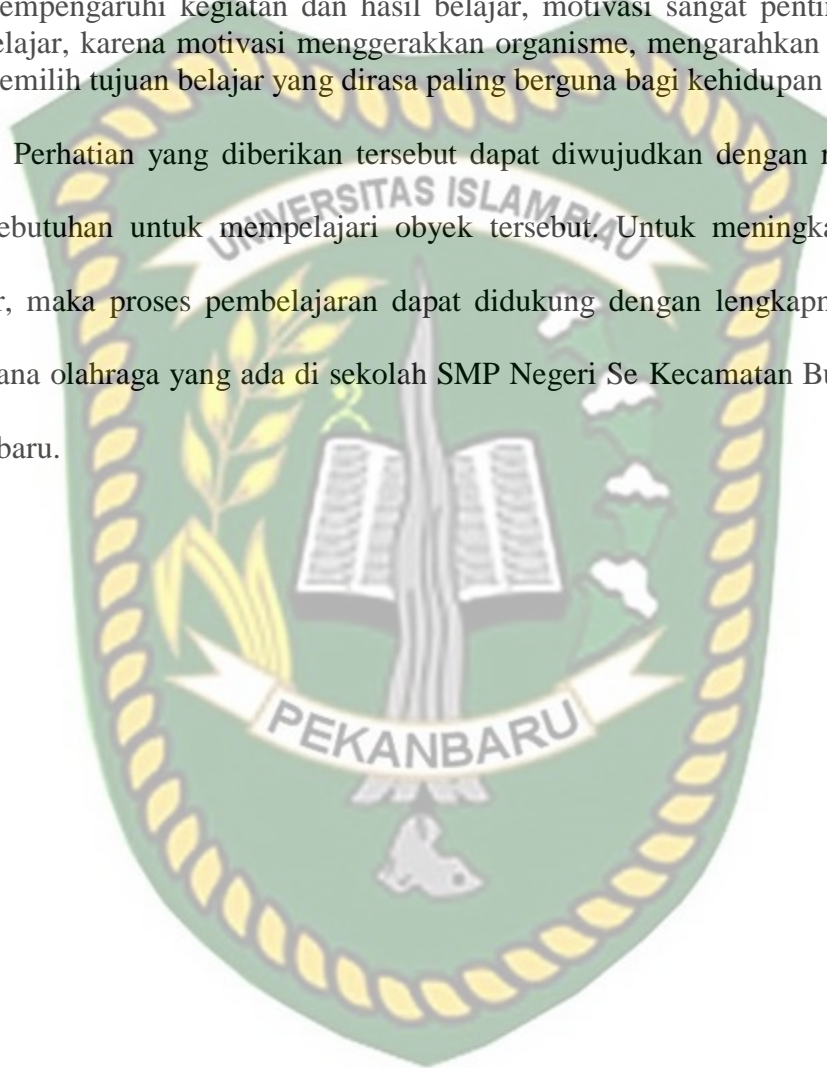 empengaruhi kegiatan dan hasil belajar, motivasi sangat pentin
elajar, karena motivasi menggerakkan organisme, mengarahkan
emilih tujuan belajar yang dirasa paling berguna bagi kehidupan
Perhatian yang diberikan tersebut dapat diwujudkan dengan
ebutuhan untuk mempelajari obyek tersebut. Untuk meningka
r, maka proses pembelajaran dapat didukung dengan lengkapn
ana olahraga yang ada di sekolah SMP Negeri Se Kecamatan Bu
baru.
UNIVERSITAS ISLAM RIAU
PEKANBARU